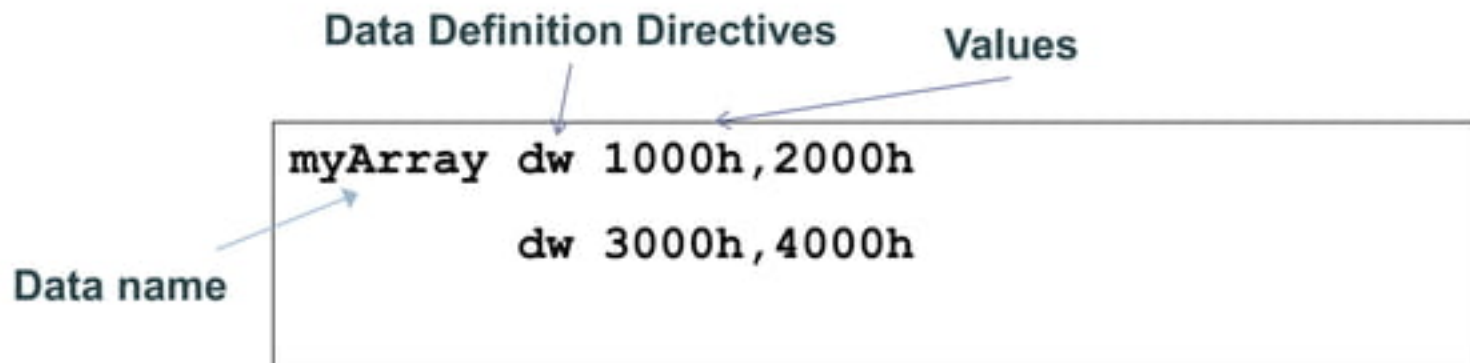 Data Definition Directives
Values
myArray dw 1000h,2000h
dw 3000h,4000h
Data name